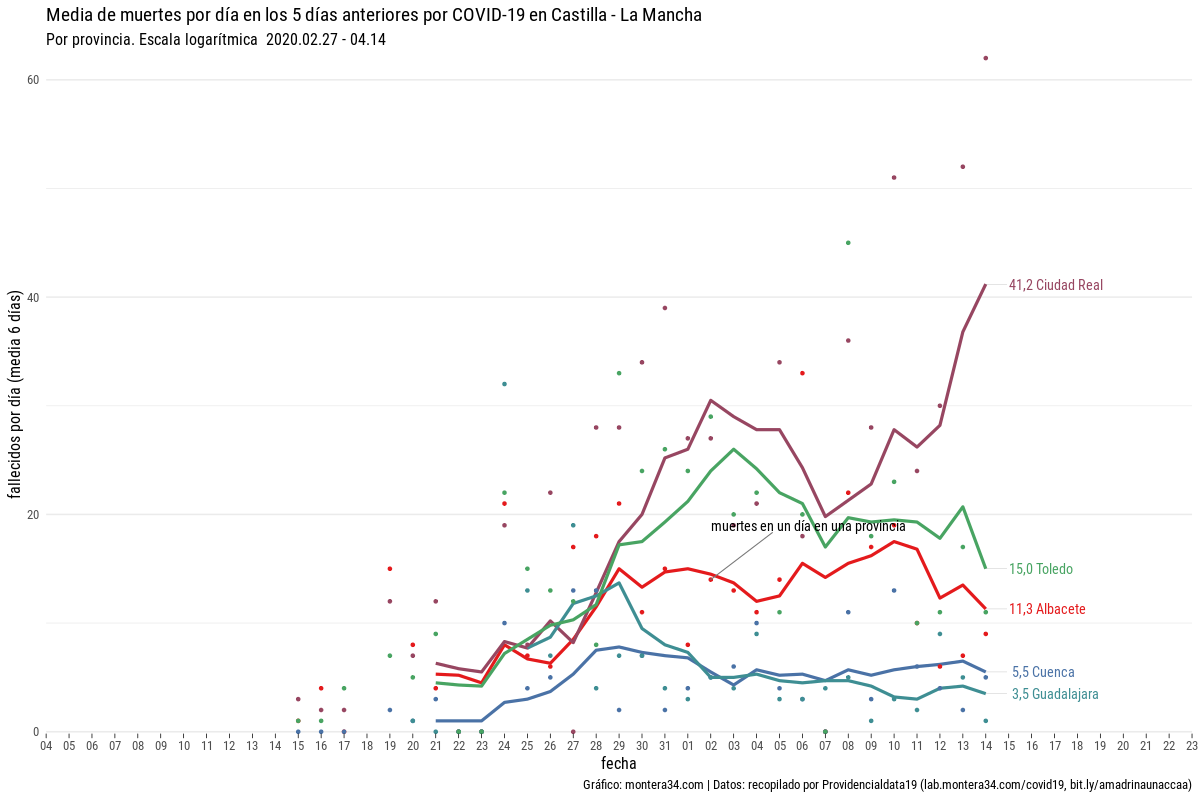 Media de muertes por día en los 5 días anteriores por COVID-19 en Castilla - La Mancha
Por provincia. Escala logarítmica 2020.02.27 - 04.14
fallecidos por día (media 6 días)
60
40
20
0
41,2 Ciudad Real
muertes en un día en una provincia
15,0 Toledo
11,3 Albacete
5,5 Cuenca
3,5 Guadalajara
04 05 06 07 08 09 10 11 12 13 14 15 16 17 18 19 20 21 22 23 24 25 26 27 28 29 30 31 01 02 03 04 05 06 07 08 09 10 11 12 13 14 15 16 17 18 19 20 21 22 23
fecha
Gráfico: montera34.com | Datos: recopilado por Providencialdata19 (lab.montera34.com/covid19, bit.ly/amadrinaunaccaa)